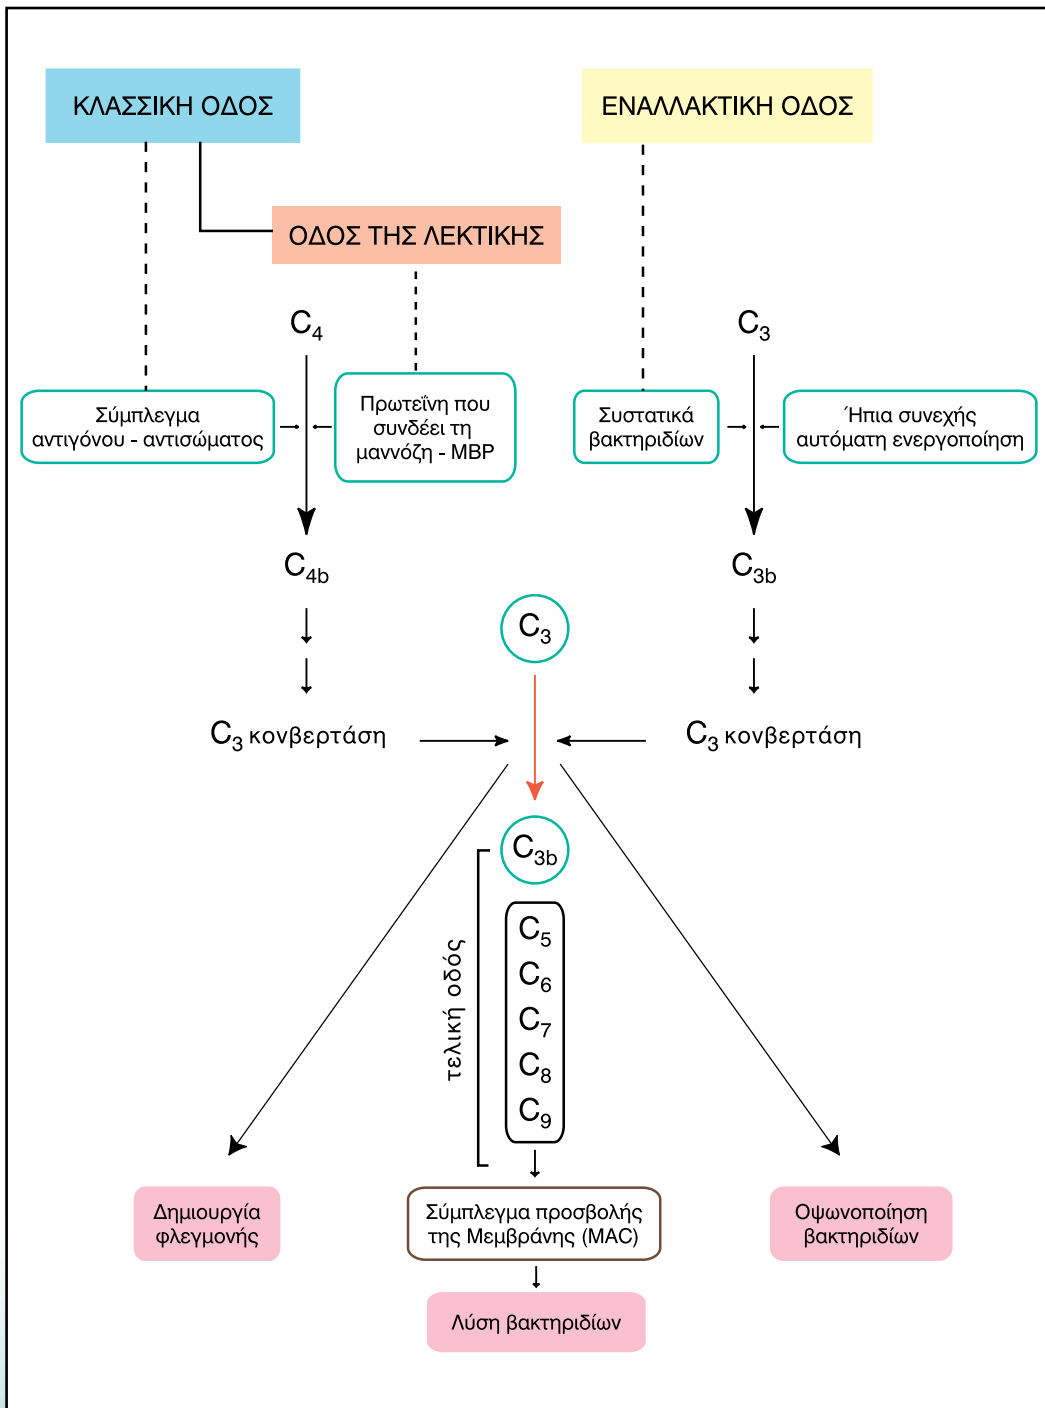 ΚΛΑΣΣΙΚΗ ΟΔΟΣ
ΕΝΑΛΛΑΚΤΙΚΗ ΟΔΟΣ
ΟΔΟΣ ΤΗΣ ΛΕΚΤΙΚΗΣ
C4
C3
Σύμπλεγμα
αντιγόνου - αντισώματος
Πρωτεΐνη που
συνδέει τη
μαννόζη - MBP
Συστατικά
βακτηριδίων
Ήπια συνεχής
αυτόματη ενεργοποίηση
C4b
C3b
C3
C3 κονβερτάση
C3 κονβερτάση
C3b
τελική οδός
C5
C6
C7
C8
C9
Δημιουργία
φλεγμονής
Σύμπλεγμα προσβολής
της Μεμβράνης (MAC)
Οψωνοποίηση
βακτηριδίων
Λύση βακτηριδίων